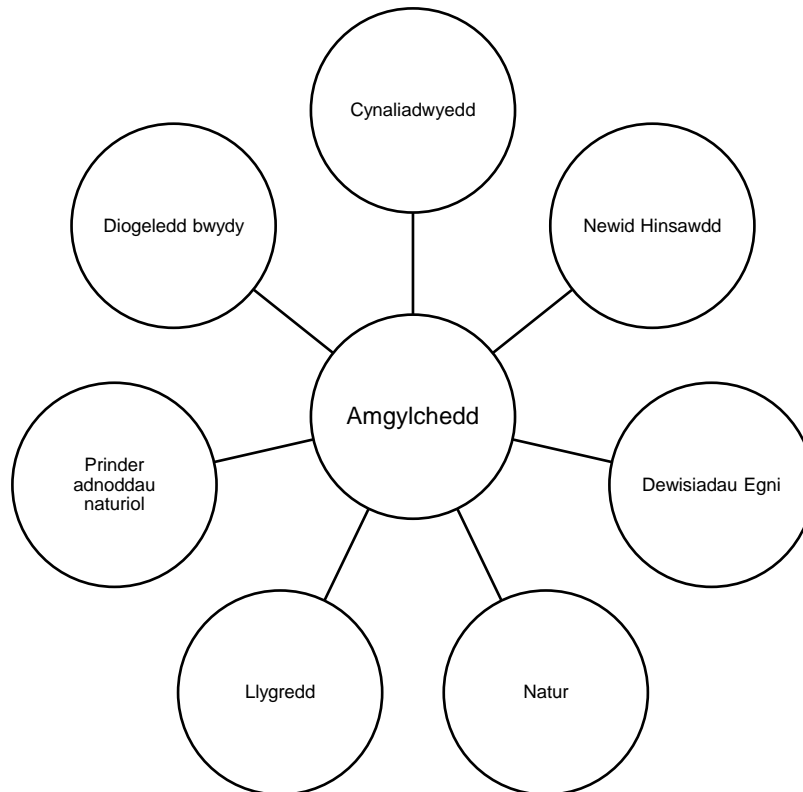 Cynaliadwyedd
Diogeledd bwydy
Newid Hinsawdd
Amgylchedd
Prinder
adnoddau
naturiol
Dewisiadau Egni
Llygredd
Natur